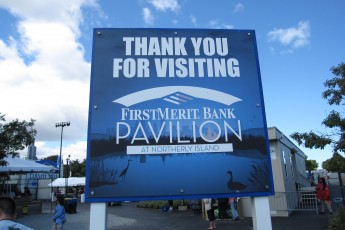 THANK YOU
FOR VISITING
FIRSTMERIT BANK
PAVILION
AT NORTHERLY ISLAND